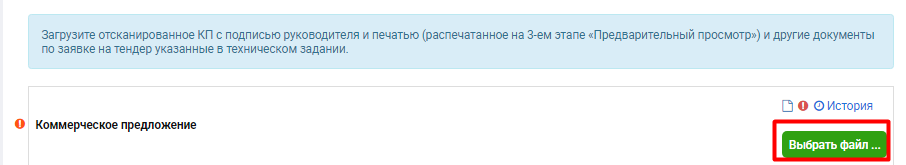 Загрузите отсканированное КП с подписью руководителя и печатью (распечатанное на 3-ем этапе «Предварительный просмотр») и другие документы
по заявке на тендер указанные в техническом задании.
История
Коммерческое предложение
Выбрать файл ...